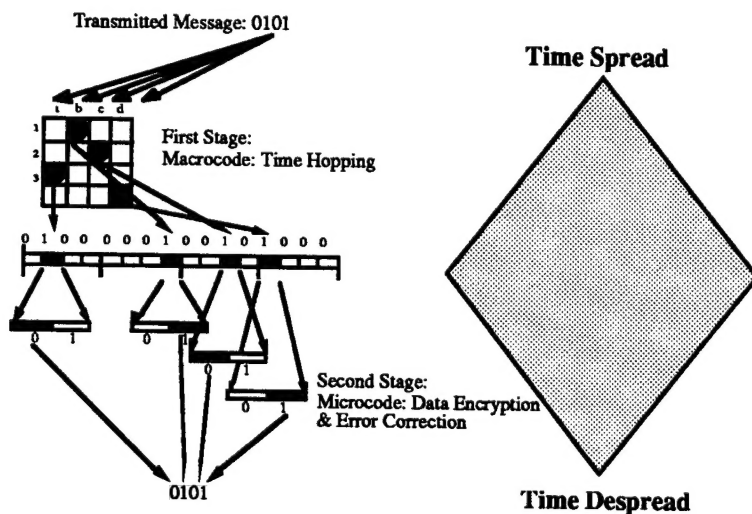 Transmitted Message: 0101
Time Spread
a b c d
1
First Stage:
2
Macrocode: Time Hopping
3
0 1 0 0 0 0 0 1 0 0 1 0 1 0 0 0
0 1
0 1
0 1
Second Stage:
Microcode: Data Encryption
0 1
& Error Correction
0101
Time Despread